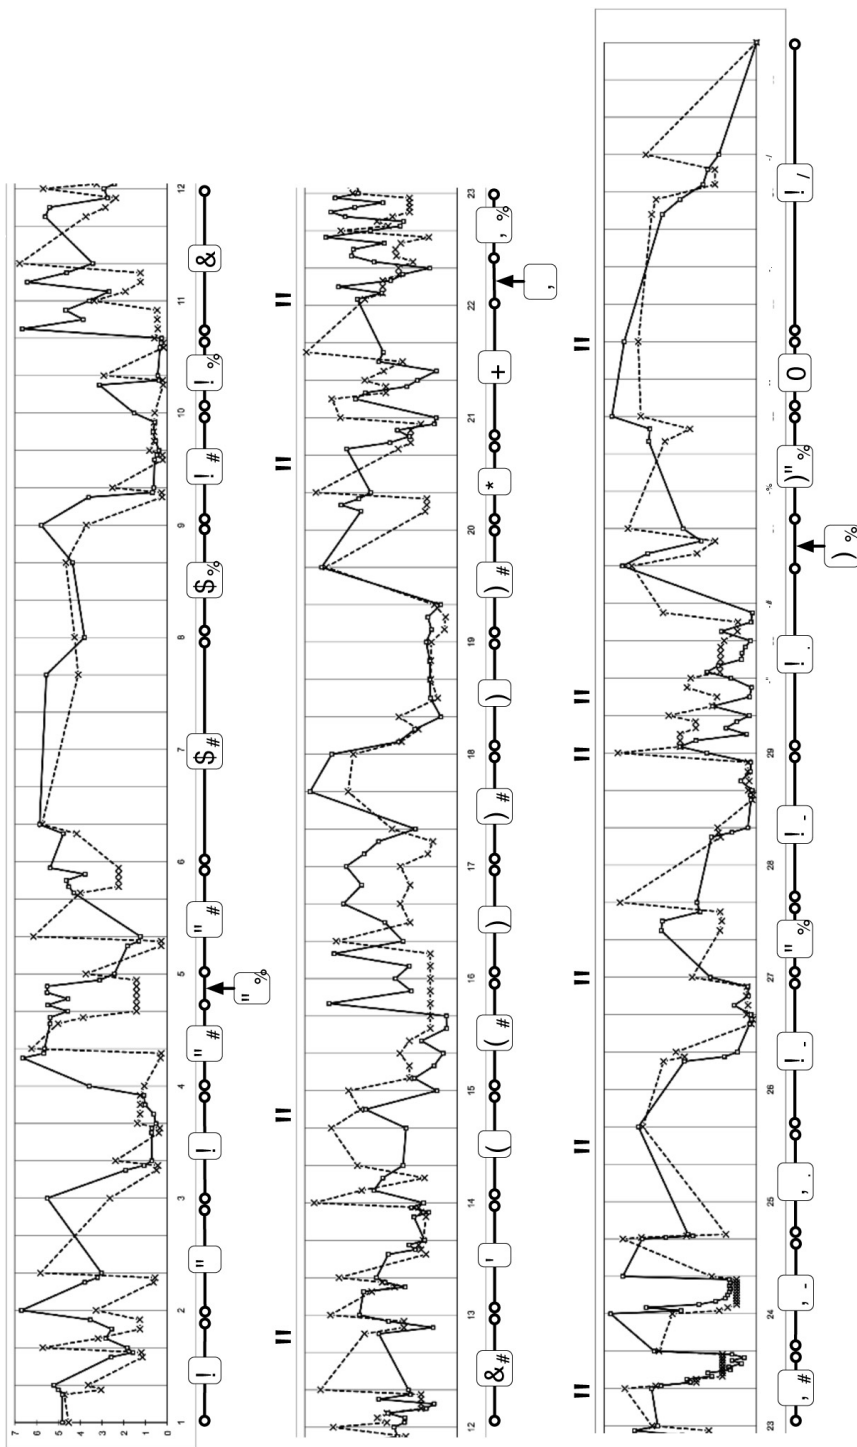 7 6 5 4 3 2 1 0
1 2 3 4 5 6 7 8 9 10 11 12
! " ! "# "% "# $# $% !# !% &
" " " "
12 13 14 15 16 17 18 19 20 21 22 23
&# ' ( (# ) )# ) (# * + , ,%
" " " " " "
23 24 25 26 27 28 29
,# ,- ,. !- "% !- !. )% )"% 0 !/